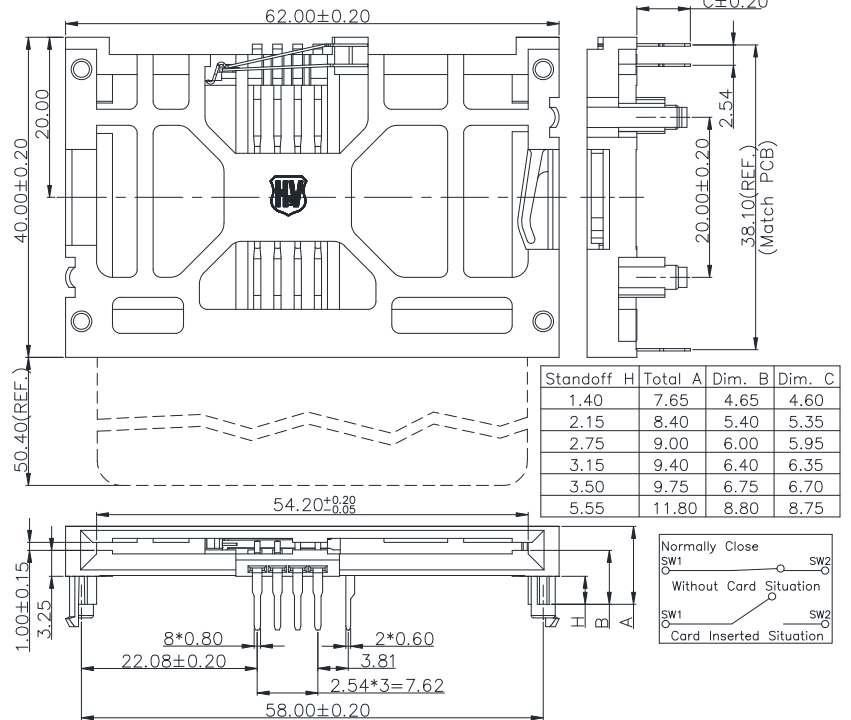 62.00±0.20
C±0.20
20.00
40.00±0.20
50.40(REF.)
HV
2.54
20.00±0.20
38.10(REF.)
(Match PCB)
Standoff H Total A Dim. B Dim. C
1.40 7.65 4.65 4.60
2.15 8.40 5.40 5.35
2.75 9.00 6.00 5.95
3.15 9.40 6.40 6.35
3.50 9.75 6.75 6.70
5.55 11.80 8.80 8.75
54.20+0.20
-0.05
1.00±0.15
3.25
H
B
A
8*0.80
2*0.60
22.08±0.20
3.81
2.54*3=7.62
58.00±0.20
Normally Close
SW1 SW2
Without Card Situation
SW1 SW2
Card Inserted Situation